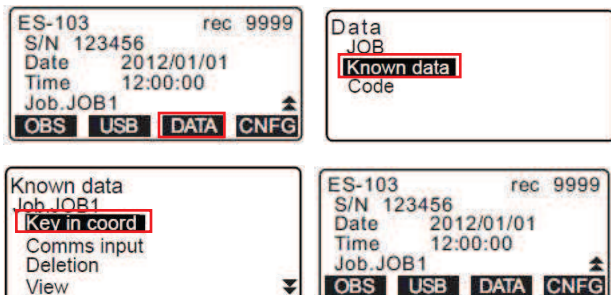 ES-103 rec 9999
S/N 123456
Date 2012/01/01
Time 12:00:00
Job.JOB1
OBS USB DATA CNFG
Data
JOB
Known data
Code
Known data
Job.JOB1
Key in coord
Comms input
Deletion
View
ES-103 rec 9999
S/N 123456
Date 2012/01/01
Time 12:00:00
Job.JOB1
OBS USB DATA CNFG